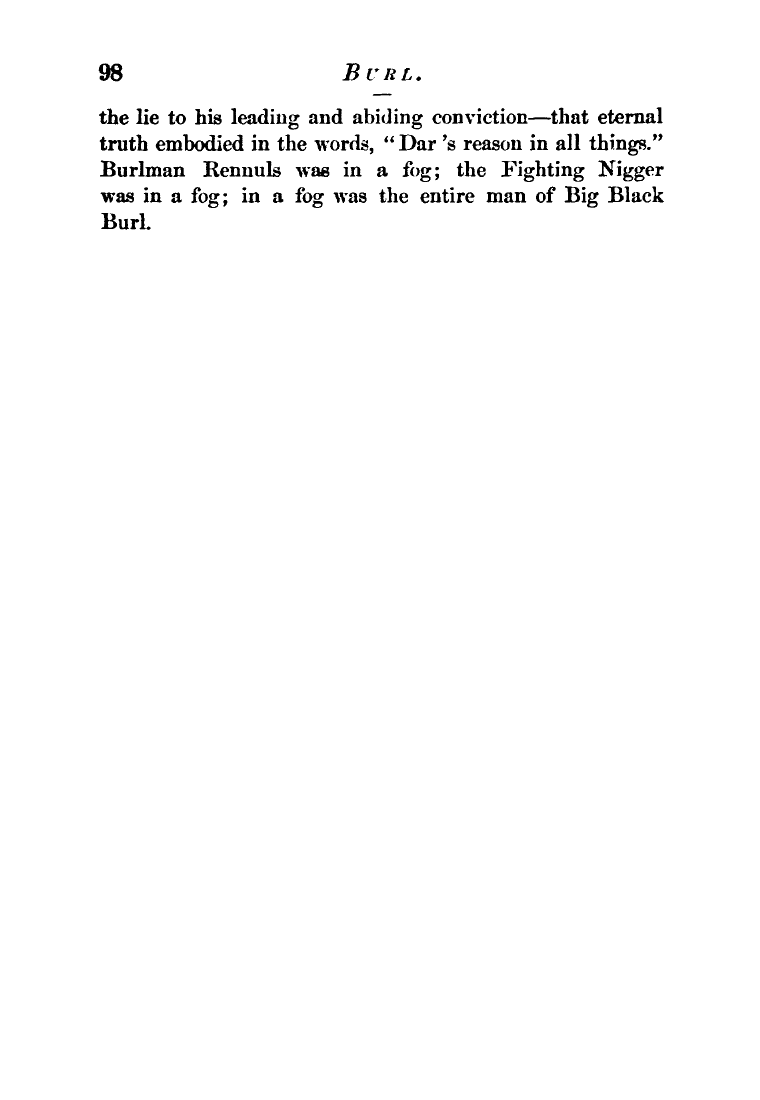 98 BURL.
the lie to his leading and abiding conviction—that eternal
truth embodied in the words, “Dar ’s reason in all things.”
Burlman Rennuls was in a fog; the Fighting Nigger
was in a fog; in a fog was the entire man of Big Black
Burl.